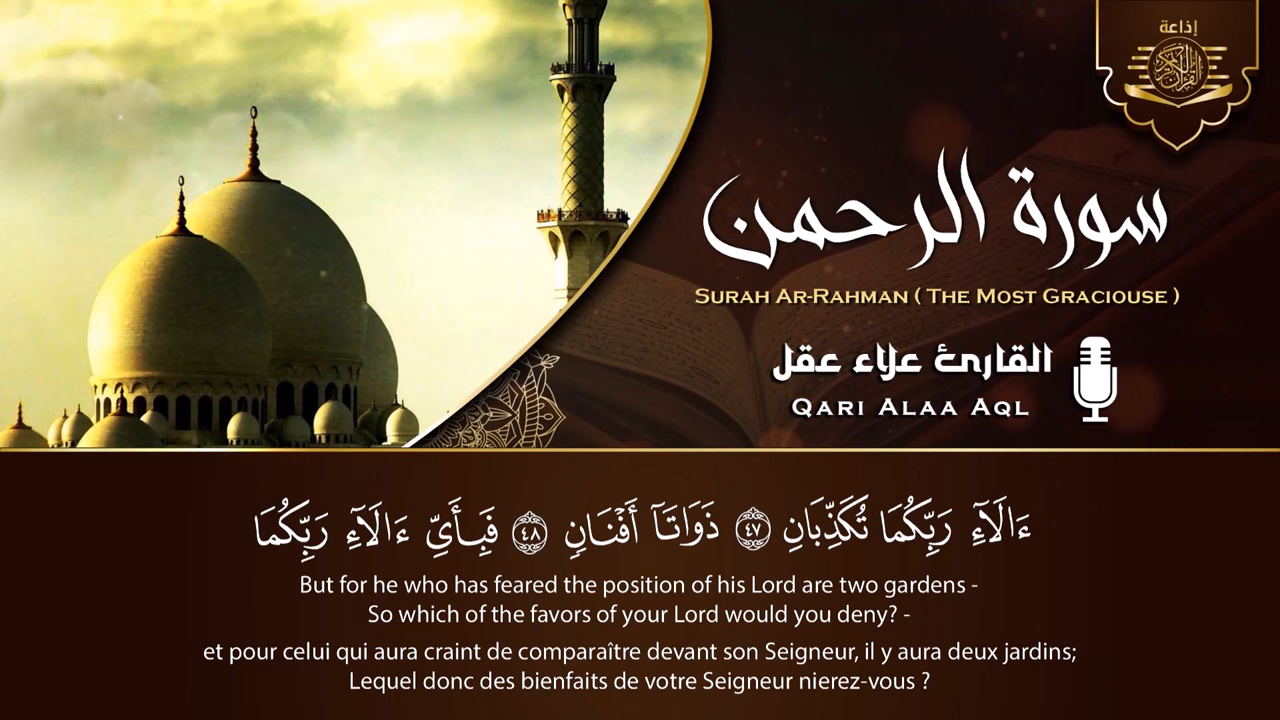 إذاعة
القرآن الكريم
سورة الرحمن
SURAH AR-RAHMAN ( THE MOST GRACIOUSE )
القارئ علاء عقل
QARI ALAA AQL
ءَالَآءِ رَبِّكُمَا تُكَذِّبَانِ ٤٧ ذَوَاتَآ أَفْنَانٍ ٤٨ فَبِأَيِّ ءَالَآءِ رَبِّكُمَا
But for he who has feared the position of his Lord are two gardens -
So which of the favors of your Lord would you deny? -
et pour celui qui aura craint de comparaître devant son Seigneur, il y aura deux jardins;
Lequel donc des bienfaits de votre Seigneur nierez-vous ?